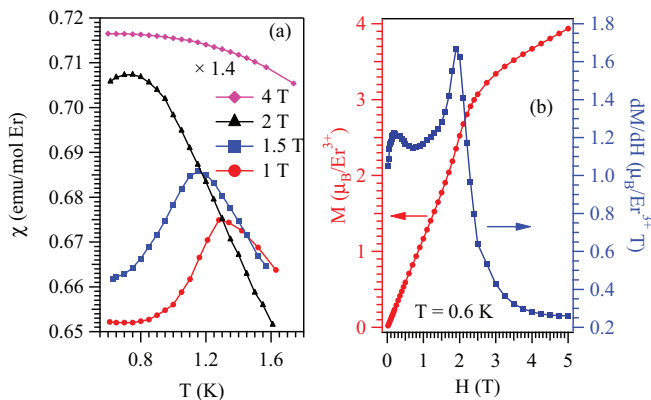 (a)
× 1.4
4 T
2 T
1.5 T
1 T
χ (emu/mol Er)
0.72
0.71
0.70
0.69
0.68
0.67
0.66
0.65
0.8
1.2
1.6
T (K)
(b)
T = 0.6 K
M (μB/Er3+)
4
3
2
1
0
dM/dH (μB/Er3+ T)
1.8
1.6
1.4
1.2
1.0
0.8
0.6
0.4
0.2
0
1
2
3
4
5
H (T)